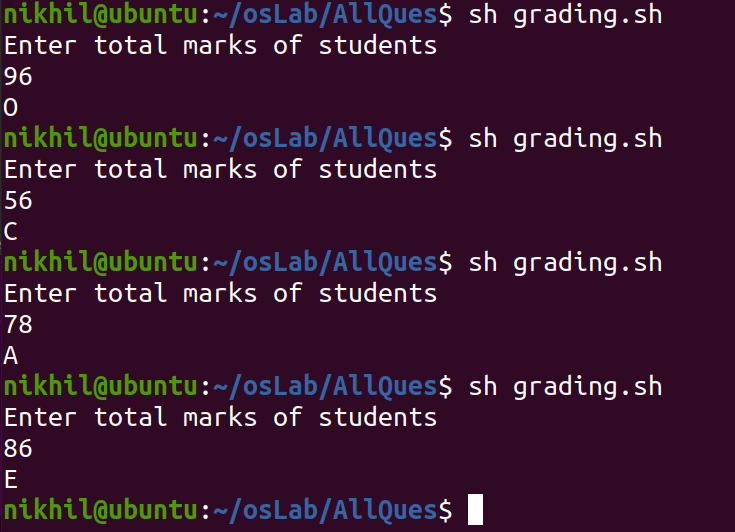 nikhil@ubuntu:~/osLab/AllQues$ sh grading.sh
Enter total marks of students
96
O
nikhil@ubuntu:~/osLab/AllQues$ sh grading.sh
Enter total marks of students
56
C
nikhil@ubuntu:~/osLab/AllQues$ sh grading.sh
Enter total marks of students
78
A
nikhil@ubuntu:~/osLab/AllQues$ sh grading.sh
Enter total marks of students
86
E
nikhil@ubuntu:~/osLab/AllQues$